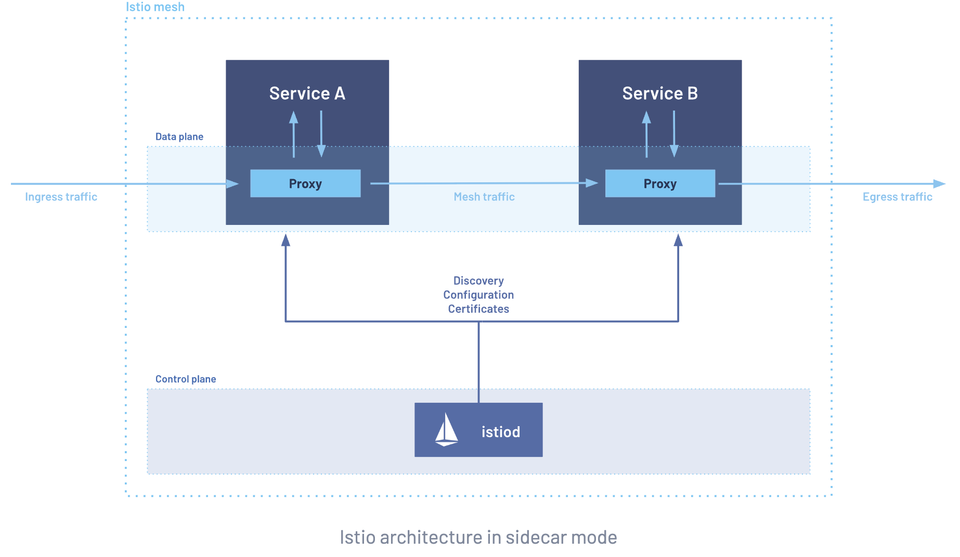 Istio mesh
Service A
Service B
Data plane
Proxy
Proxy
Ingress traffic
Mesh traffic
Egress traffic
Discovery
Configuration
Certificates
Control plane
istiod
Istio architecture in sidecar mode